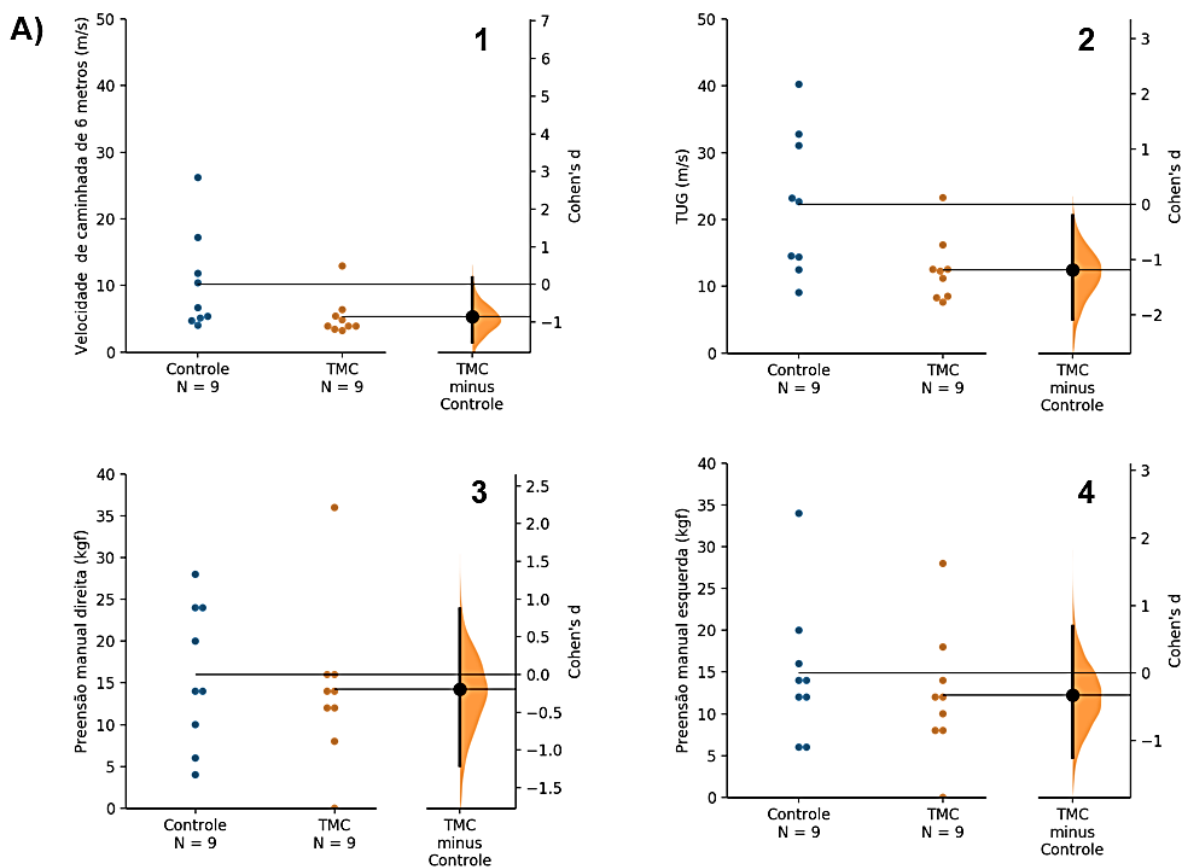 A)
1
Velocidade de caminhada de 6 metros (m/s)
50
40
30
20
10
0
Controle
N = 9
TMC
N = 9
TMC
minus
Controle
7
6
5
4
3
2
1
0
−1
Cohen's d
2
TUG (m/s)
50
40
30
20
10
0
Controle
N = 9
TMC
N = 9
TMC
minus
Controle
3
2
1
0
−1
−2
Cohen's d
3
Preensão manual direita (kgf)
40
35
30
25
20
15
10
5
0
Controle
N = 9
TMC
N = 9
TMC
minus
Controle
2.5
2.0
1.5
1.0
0.5
0.0
−0.5
−1.0
−1.5
Cohen's d
4
Preensão manual esquerda (kgf)
40
35
30
25
20
15
10
5
0
Controle
N = 9
TMC
N = 9
TMC
minus
Controle
3
2
1
0
−1
Cohen's d